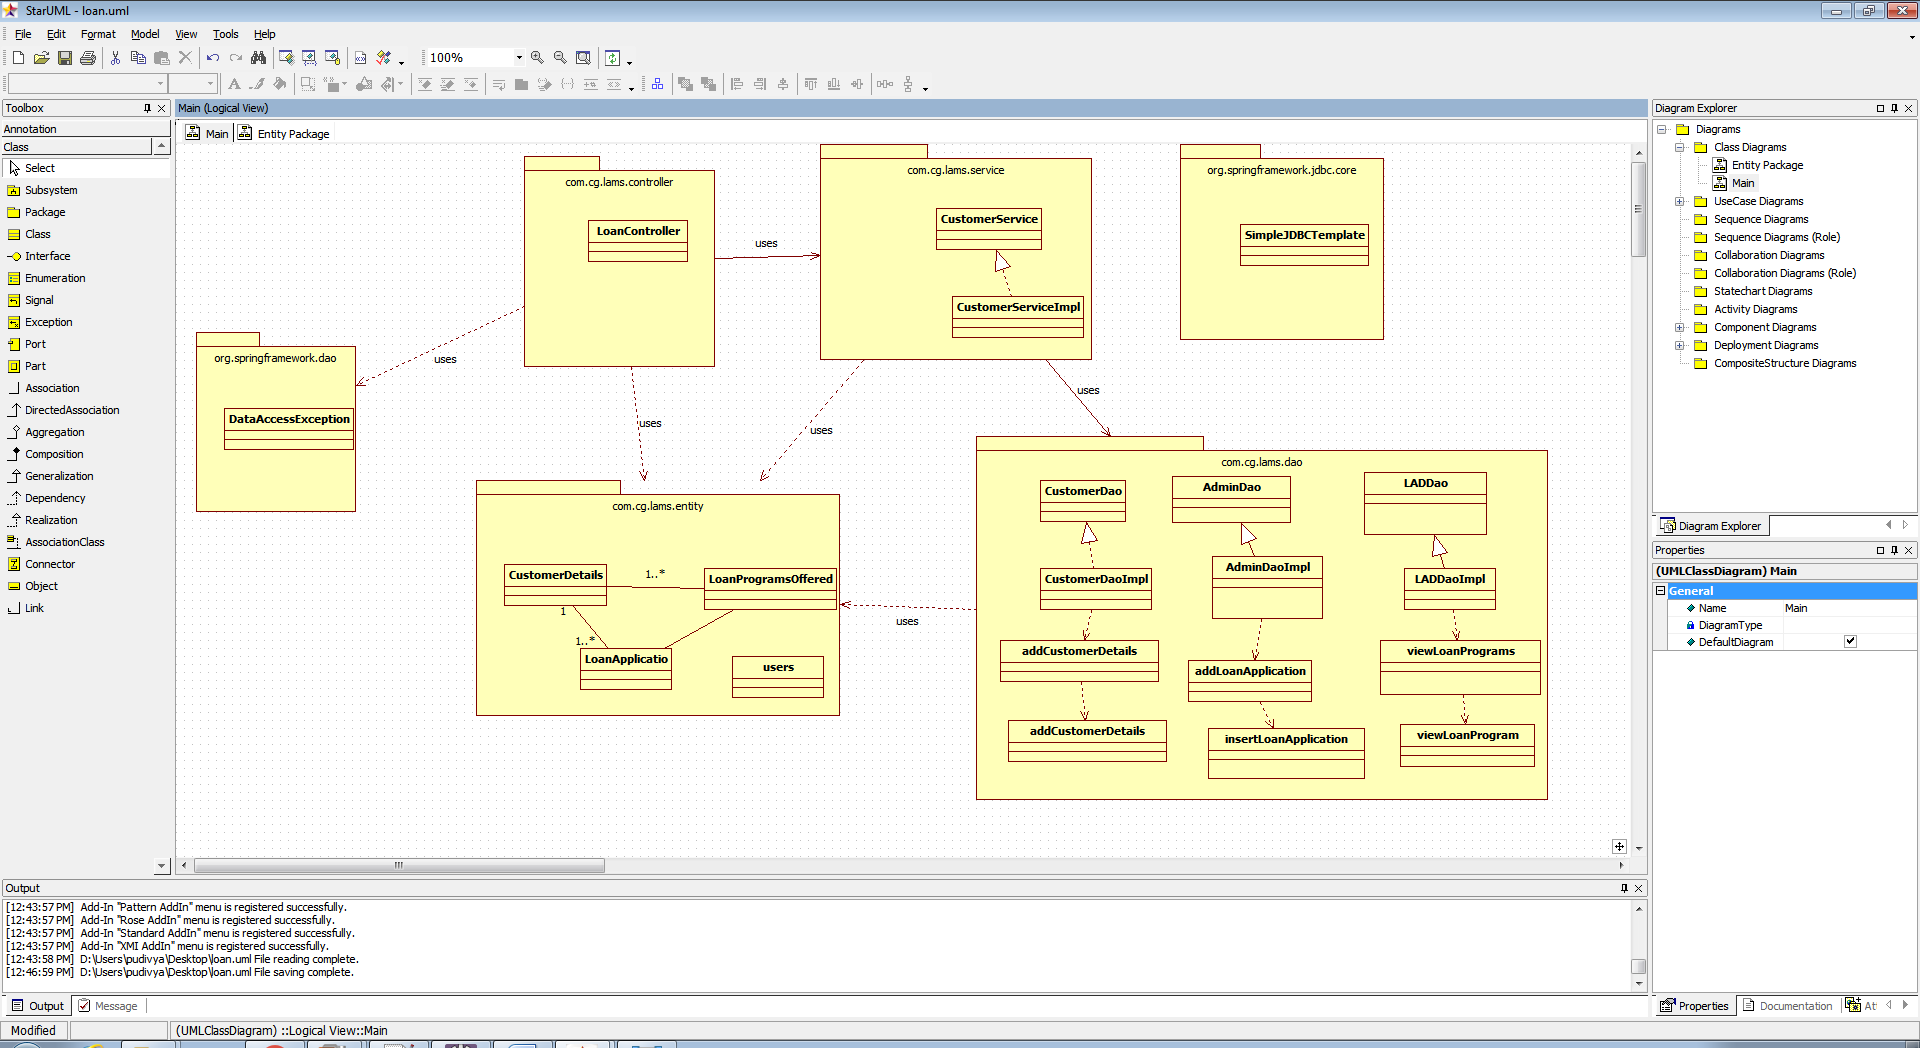 StarUML - loan.uml
File Edit Format Model View Tools Help
100%
Toolbox
Annotation
Class
Select
Subsystem
Package
Class
Interface
Enumeration
Signal
Exception
Port
Part
Association
DirectedAssociation
Aggregation
Composition
Generalization
Dependency
Realization
AssociationClass
Connector
Object
Link
Main (Logical View)
Main Entity Package
com.cg.lams.controller
LoanController
uses
com.cg.lams.service
CustomerService
CustomerServiceImpl
org.springframework.jdbc.core
SimpleJDBCTemplate
org.springframework.dao
DataAccessException
uses
uses
uses
uses
com.cg.lams.entity
CustomerDetails
1..*
LoanProgramsOffered
1
1..*
LoanApplicatio
users
uses
com.cg.lams.dao
CustomerDao
AdminDao
LADDao
CustomerDaoImpl
AdminDaoImpl
LADDaoImpl
addCustomerDetails
addLoanApplication
viewLoanPrograms
addCustomerDetails
insertLoanApplication
viewLoanProgram
Diagram Explorer
Diagrams
Class Diagrams
Entity Package
Main
UseCase Diagrams
Sequence Diagrams
Sequence Diagrams (Role)
Collaboration Diagrams
Collaboration Diagrams (Role)
Statechart Diagrams
Activity Diagrams
Component Diagrams
Deployment Diagrams
CompositeStructure Diagrams
Diagram Explorer
Properties
(UMLClassDiagram) Main
General
Name Main
DiagramType
DefaultDiagram
Properties Documentation
Output
[12:43:57 PM] Add-In "Pattern AddIn" menu is registered successfully.
[12:43:57 PM] Add-In "Rose AddIn" menu is registered successfully.
[12:43:57 PM] Add-In "Standard AddIn" menu is registered successfully.
[12:43:57 PM] Add-In "XMI AddIn" menu is registered successfully.
[12:43:58 PM] D:\Users\pudivya\Desktop\loan.uml File reading complete.
[12:46:59 PM] D:\Users\pudivya\Desktop\loan.uml File saving complete.
Output Message
Modified
(UMLClassDiagram) ::Logical View::Main